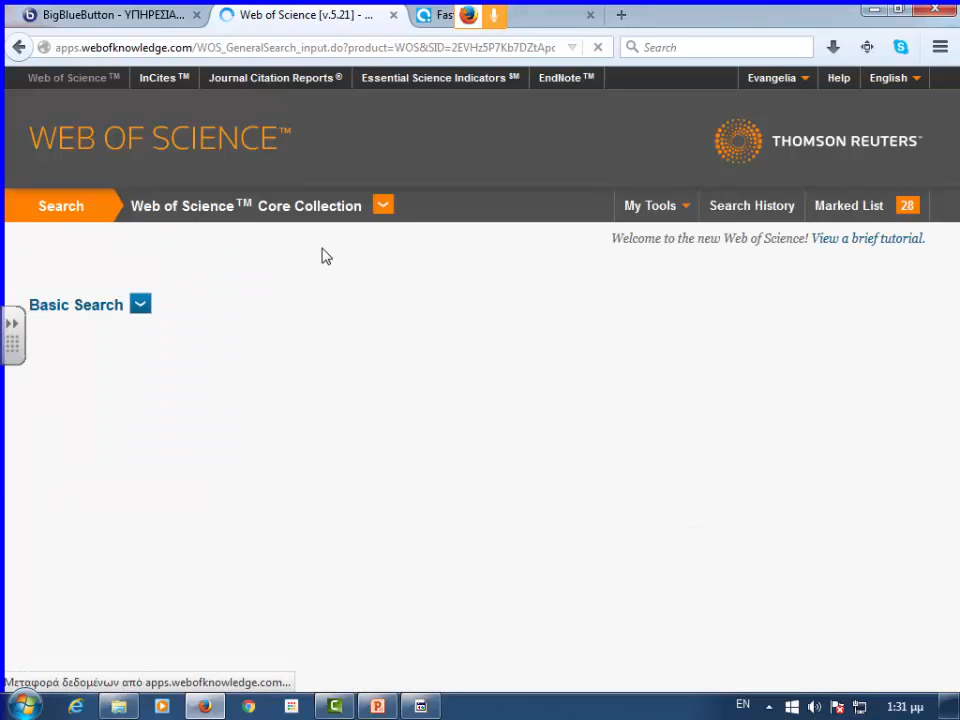 BigBlueButton - ΥΠΗΡΕΣΙΑ...
Web of Science [v.5.21] - ...
Fas
apps.webofknowledge.com/WOS_GeneralSearch_input.do?product=WOS&SID=2EVHz5P7Kb7DZtApc
Search
Web of Science™ InCites™ Journal Citation Reports® Essential Science Indicators℠ EndNote™ Evangelia Help English
WEB OF SCIENCE™
THOMSON REUTERS™
Search Web of Science™ Core Collection My Tools Search History Marked List 28
Welcome to the new Web of Science! View a brief tutorial.
Basic Search
Μεταφορά δεδομένων από apps.webofknowledge.com...
EN 1:31 μμ